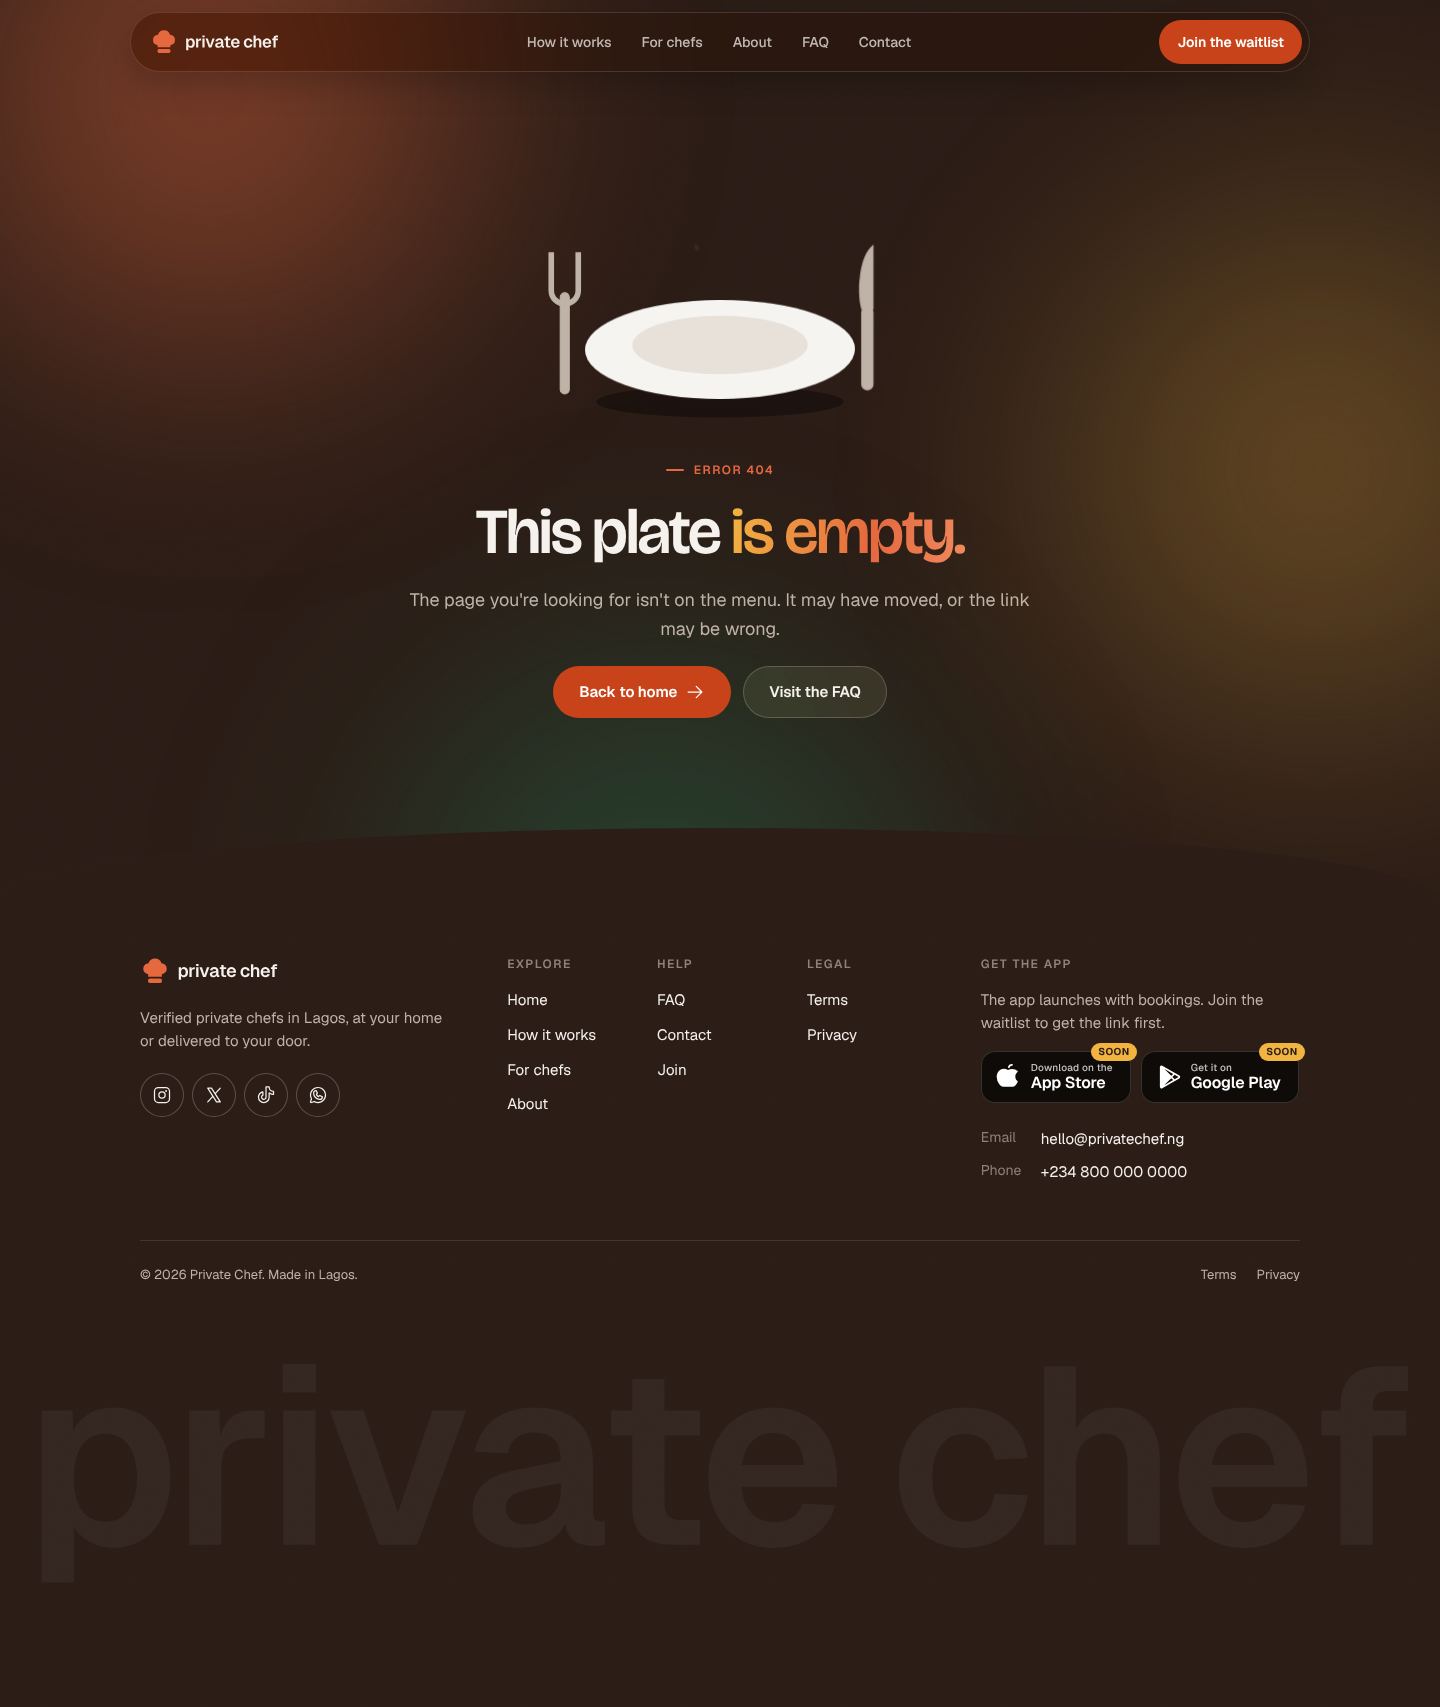 private chef
How it works
For chefs
About
FAQ
Contact
Join the waitlist
ERROR 404
This plate is empty.
The page you're looking for isn't on the menu. It may have moved, or the link
may be wrong.
Back to home
Visit the FAQ
private chef
Verified private chefs in Lagos, at your home
or delivered to your door.
EXPLORE
Home
How it works
For chefs
About
HELP
FAQ
Contact
Join
LEGAL
Terms
Privacy
GET THE APP
The app launches with bookings. Join the
waitlist to get the link first.
SOON
Download on the
App Store
SOON
Get it on
Google Play
Email hello@privatechef.ng
Phone +234 800 000 0000
© 2026 Private Chef. Made in Lagos.
Terms
Privacy
private chef